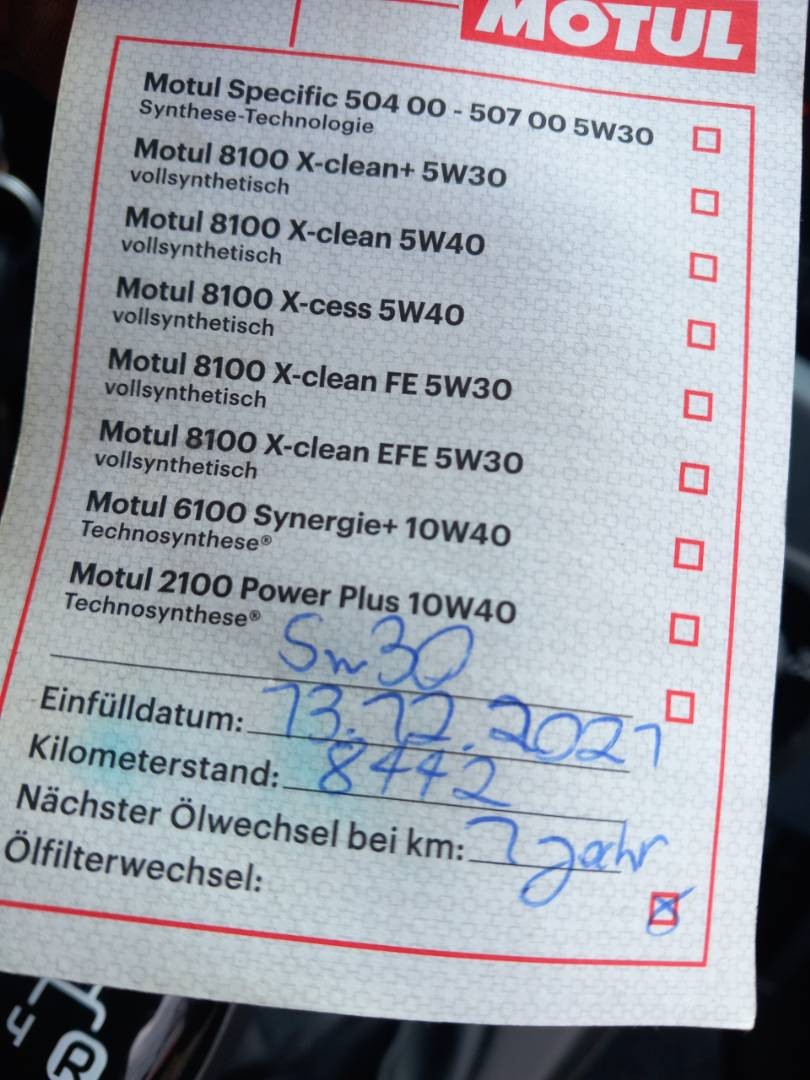 MOTUL
Motul Specific 504 00 - 507 00 5W30
Synthese-Technologie
Motul 8100 X-clean+ 5W30
vollsynthetisch
Motul 8100 X-clean 5W40
vollsynthetisch
Motul 8100 X-cess 5W40
vollsynthetisch
Motul 8100 X-clean FE 5W30
vollsynthetisch
Motul 8100 X-clean EFE 5W30
vollsynthetisch
Motul 6100 Synergie+ 10W40
Technosynthese®
Motul 2100 Power Plus 10W40
Technosynthese®
5w30
Einfülldatum: 13.12.2021
Kilometerstand: 8442
Nächster Ölwechsel bei km: 1 Jahr
Ölfilterwechsel:
4
R